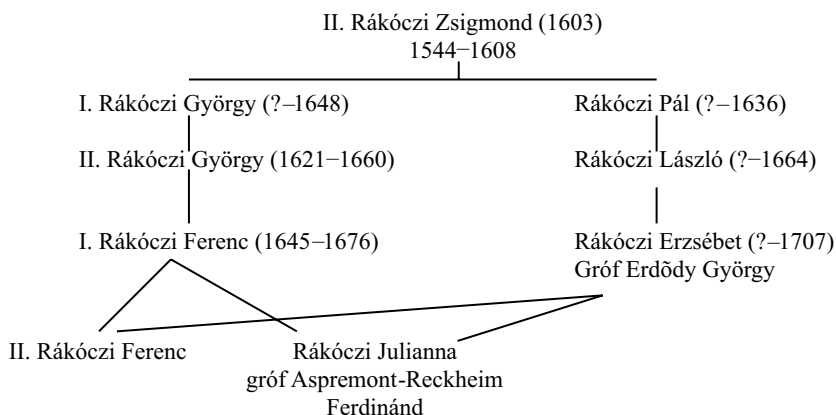 II. Rákóczi Zsigmond (1603)
1544−1608
I. Rákóczi György (?–1648)
Rákóczi Pál (?–1636)
II. Rákóczi György (1621−1660)
Rákóczi László (?–1664)
I. Rákóczi Ferenc (1645–1676)
Rákóczi Erzsébet (?–1707)
Gróf Erdõdy György
II. Rákóczi Ferenc
Rákóczi Julianna
gróf Aspremont-Reckheim
Ferdinánd